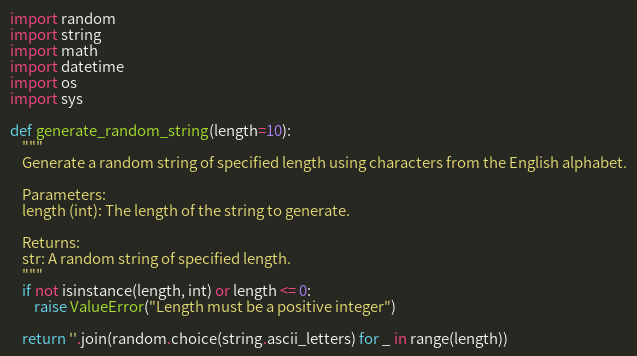 import random
import string
import math
import datetime
import os
import sys

def generate_random_string(length=10):
    """
    Generate a random string of specified length using characters from the English alphabet.

    Parameters:
    length (int): The length of the string to generate.

    Returns:
    str: A random string of specified length.
    """
    if not isinstance(length, int) or length <= 0:
        raise ValueError("Length must be a positive integer")

    return ''.join(random.choice(string.ascii_letters) for _ in range(length))